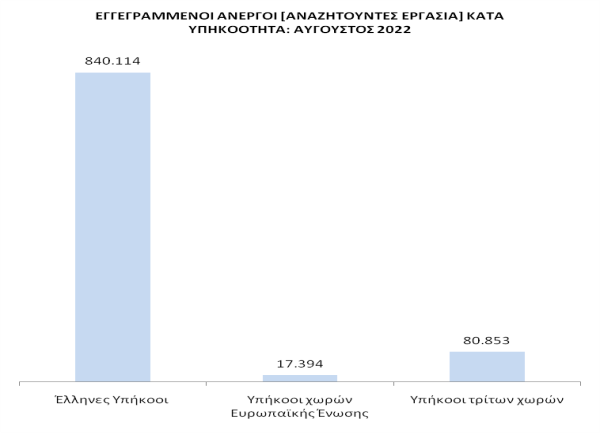 ΕΓΓΕΓΡΑΜΜΕΝΟΙ ΑΝΕΡΓΟΙ [ΑΝΑΖΗΤΟΥΝΤΕΣ ΕΡΓΑΣΙΑ] ΚΑΤΑ
ΥΠΗΚΟΟΤΗΤΑ: ΑΥΓΟΥΣΤΟΣ 2022
840.114
17.394
80.853
Έλληνες Υπήκοοι
Υπήκοοι χωρών
Ευρωπαϊκής Ένωσης
Υπήκοοι τρίτων χωρών